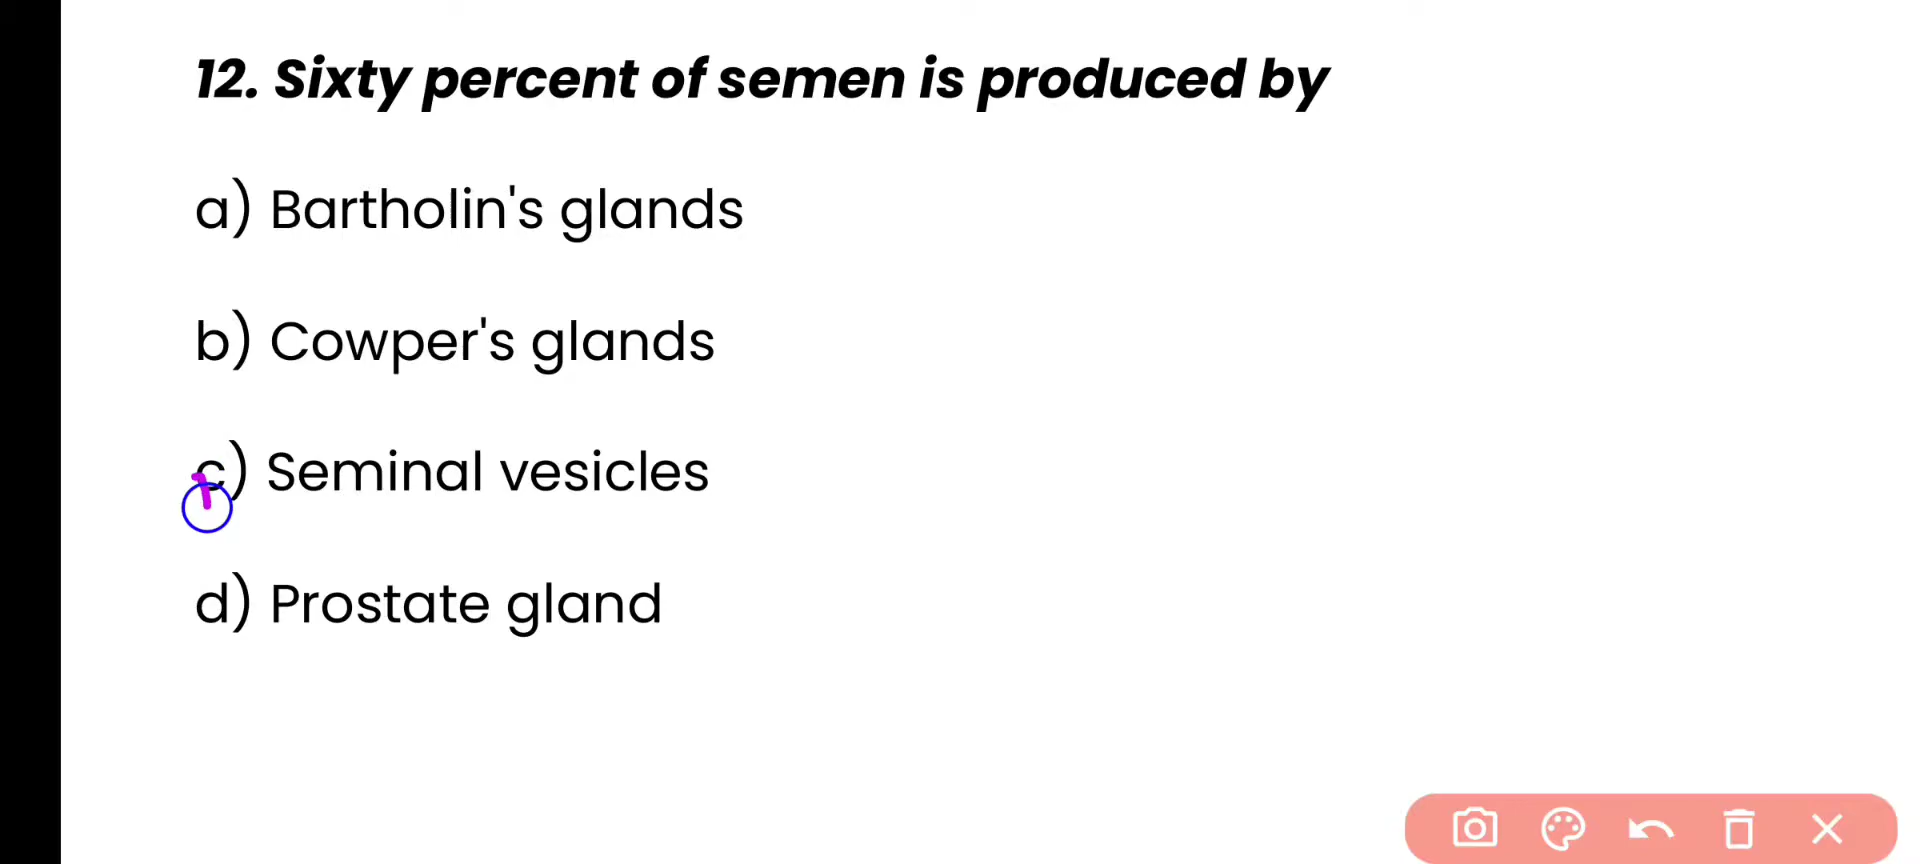 12. Sixty percent of semen is produced by
a) Bartholin's glands
b) Cowper's glands
c) Seminal vesicles
d) Prostate gland